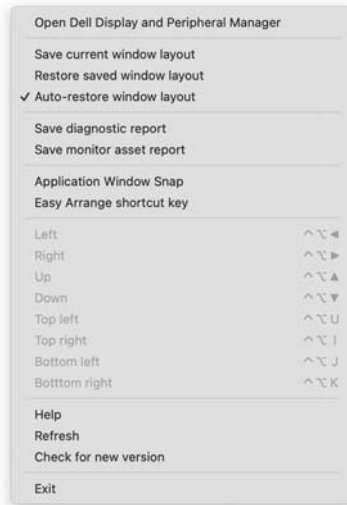 Open Dell Display and Peripheral Manager
Save current window layout
Restore saved window layout
✓ Auto-restore window layout
Save diagnostic report
Save monitor asset report
Application Window Snap
Easy Arrange shortcut key
Left ^⌥◀
Right ^⌥▶
Up ^⌥▲
Down ^⌥▼
Top left ^⌥U
Top right ^⌥I
Bottom left ^⌥J
Botttom right ^⌥K
Help
Refresh
Check for new version
Exit